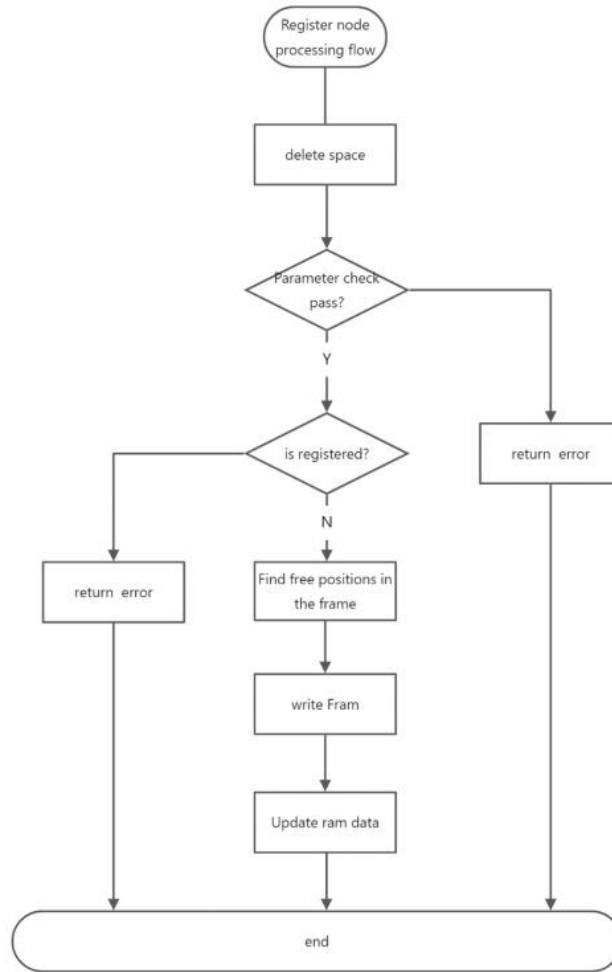 Register node
processing flow
delete space
Parameter check
pass?
Y
is registered?
return  error
N
return  error
Find free positions in
the frame
write Fram
Update ram data
end